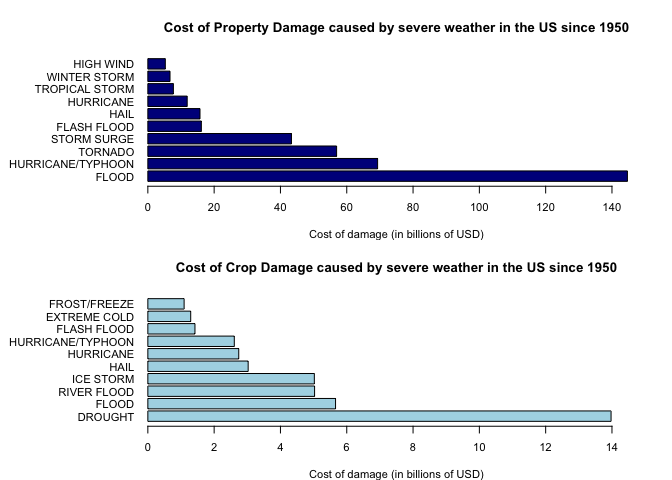 Cost of Property Damage caused by severe weather in the US since 1950
HIGH WIND
WINTER STORM
TROPICAL STORM
HURRICANE
HAIL
FLASH FLOOD
STORM SURGE
TORNADO
HURRICANE/TYPHOON
FLOOD
0 20 40 60 80 100 120 140
Cost of damage (in billions of USD)
Cost of Crop Damage caused by severe weather in the US since 1950
FROST/FREEZE
EXTREME COLD
FLASH FLOOD
HURRICANE/TYPHOON
HURRICANE
HAIL
ICE STORM
RIVER FLOOD
FLOOD
DROUGHT
0 2 4 6 8 10 12 14
Cost of damage (in billions of USD)